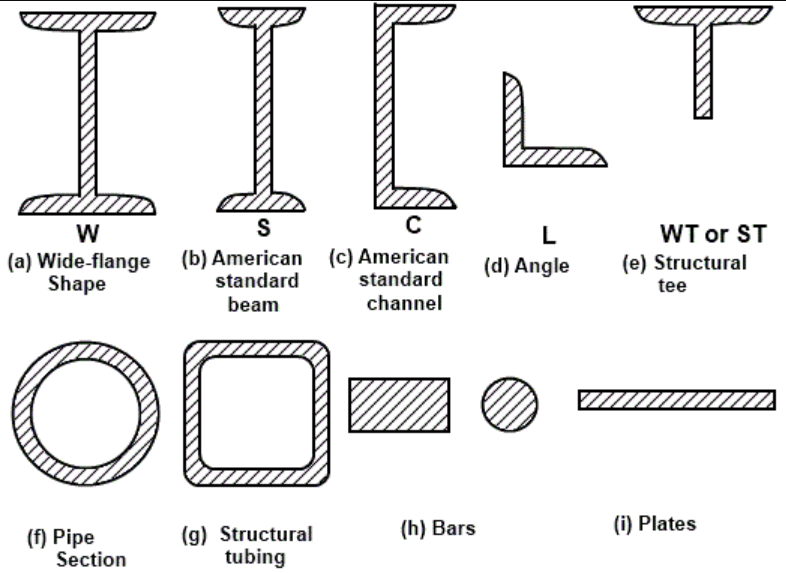 W
(a) Wide-flange
Shape
S
(b) American
standard
beam
C
(c) American
standard
channel
L
(d) Angle
WT or ST
(e) Structural
tee
(f) Pipe
Section
(g) Structural
tubing
(h) Bars
(i) Plates